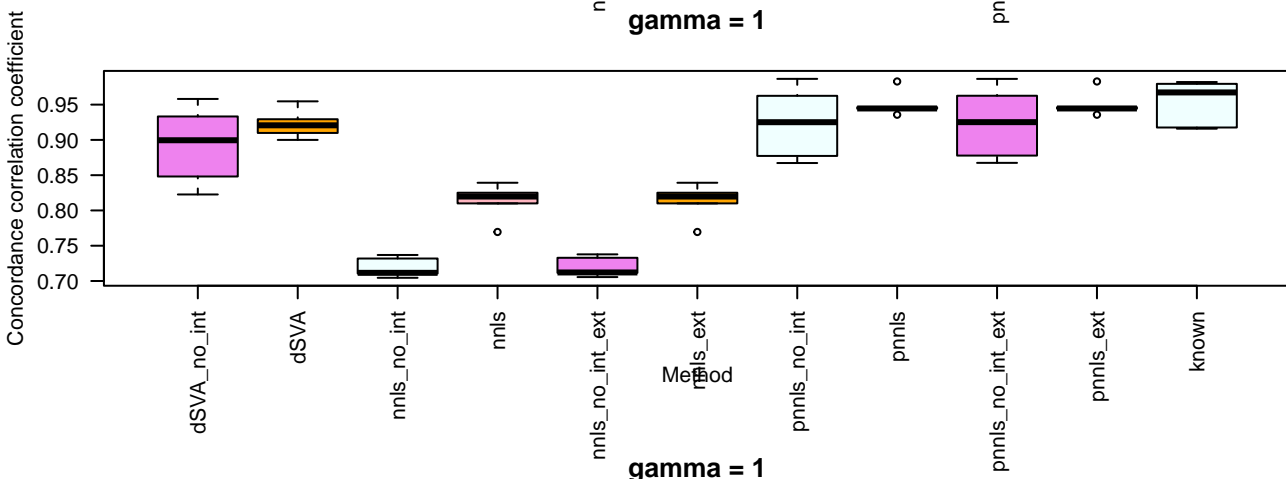 n
pn
gamma = 1
Concordance correlation coefficient
0.95
0.90
0.85
0.80
0.75
0.70
dSVA_no_int
dSVA
nnls_no_int
nnls
nnls_no_int_ext
nnls_ext
pnnls_no_int
pnnls
pnnls_no_int_ext
pnnls_ext
known
Method
gamma = 1